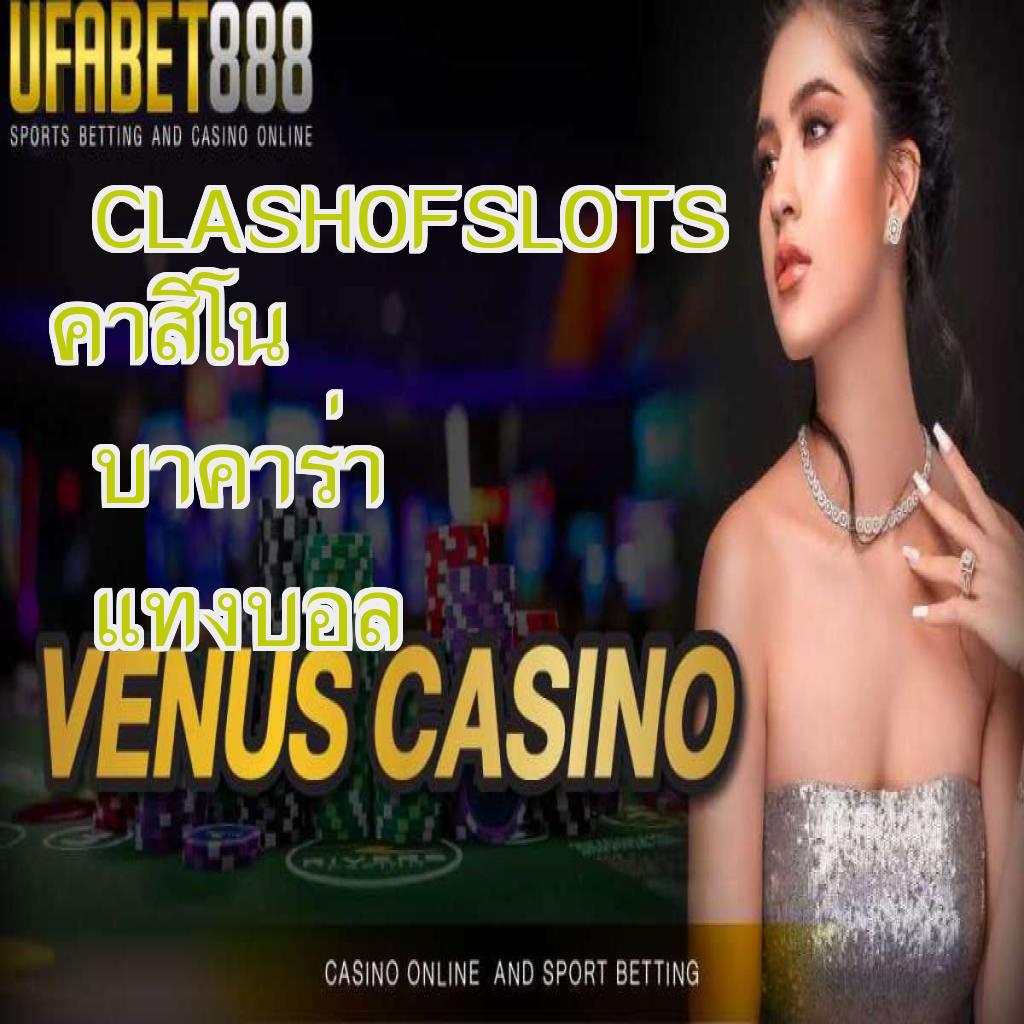 UFABET888
SPORTS BETTING AND CASINO ONLINE
CLASHOFSLOTS
คาสิโน
บาคาร่า
แทงบอล
VENUS CASINO
CASINO ONLINE AND SPORT BETTING